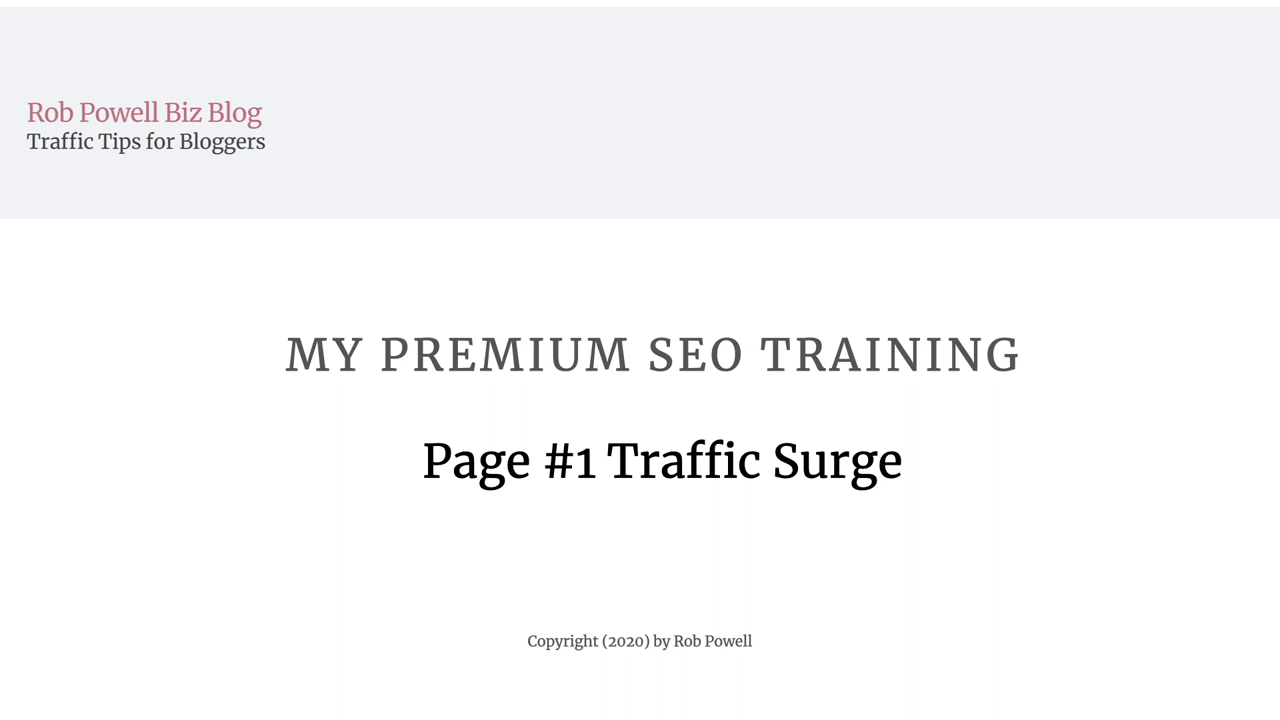 Rob Powell Biz Blog
Traffic Tips for Bloggers
MY PREMIUM SEO TRAINING
Page #1 Traffic Surge
Copyright (2020) by Rob Powell